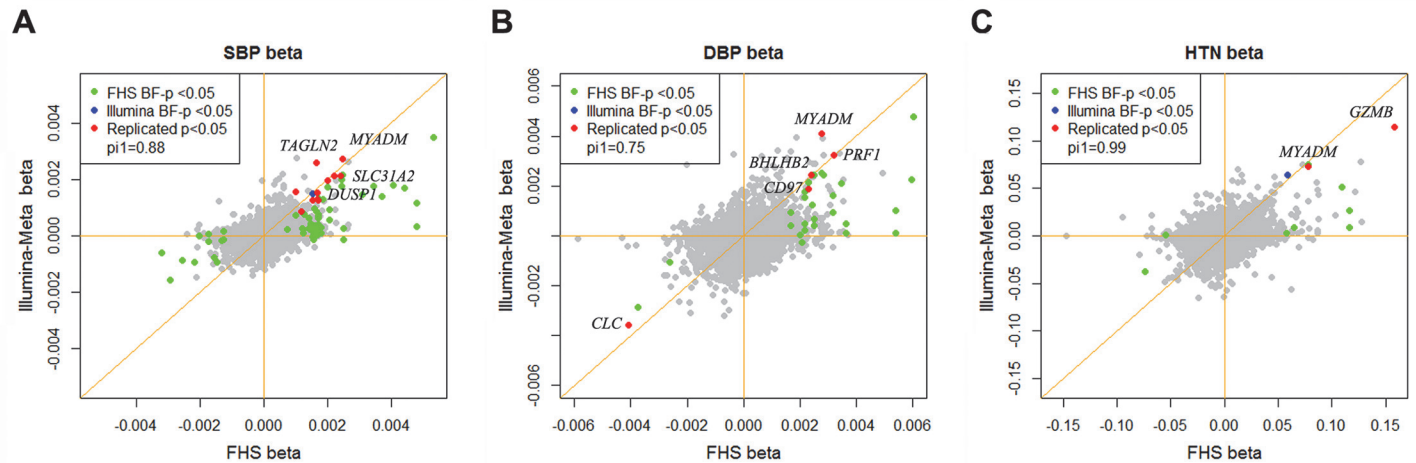 A
SBP beta
FHS BF-p <0.05
Illumina BF-p <0.05
Replicated p<0.05
pi1=0.88
TAGLN2
MYADM
SLC31A2
DUSP1
Illumina-Meta beta
0.004
0.002
0.000
-0.002
-0.004
-0.004 -0.002 0.000 0.002 0.004
FHS beta
B
DBP beta
FHS BF-p <0.05
Illumina BF-p <0.05
Replicated p<0.05
pi1=0.75
MYADM
BHLHB2
PRF1
CD97
CLC
Illumina-Meta beta
0.006
0.004
0.002
0.000
-0.002
-0.006
-0.006 -0.004 -0.002 0.000 0.002 0.004 0.006
FHS beta
C
HTN beta
FHS BF-p <0.05
Illumina BF-p <0.05
Replicated p<0.05
pi1=0.99
GZMB
MYADM
Illumina-Meta beta
0.15
0.10
0.05
0.00
-0.05
-0.10
-0.15
-0.15 -0.10 -0.05 0.00 0.05 0.10 0.15
FHS beta